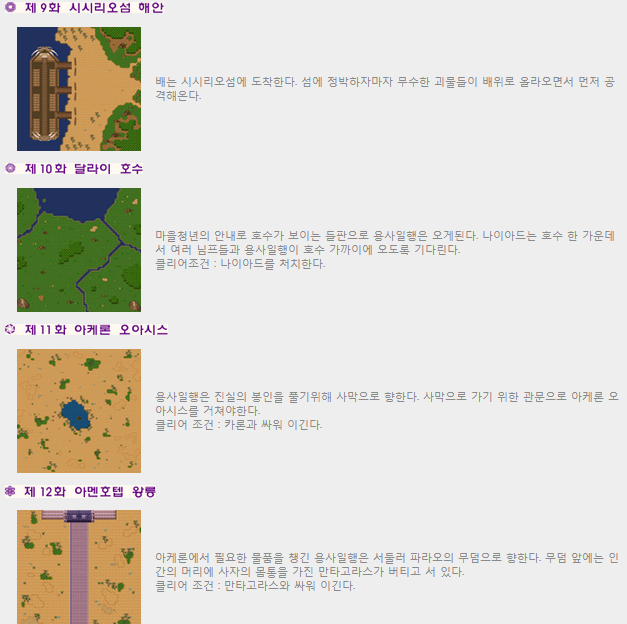 제 9화 시시리오섬 해안
배는 시시리오섬에 도착한다. 섬에 정박하자마자 무수한 괴물들이 배위로 올라오면서 먼저 공
격해온다.
제 10화 달라이 호수
마을청년의 안내로 호수가 보이는 들판으로 용사일행은 오게된다. 나이아드는 호수 한 가운데
서 여러 님프들과 용사일행이 호수 가까이에 오도록 기다린다.
클리어조건 : 나이아드를 처치한다.
제 11화 아케론 오아시스
용사일행은 진실의 봉인을 풀기위해 사막으로 향한다. 사막으로 가기 위한 관문으로 아케론 오
아시스를 거쳐야한다.
클리어 조건 : 카론과 싸워 이긴다.
제 12화 아멘호텝 왕릉
아케론에서 필요한 물품을 챙긴 용사일행은 서둘러 파라오의 무덤으로 향한다. 무덤 앞에는 인
간의 머리에 사자의 몸통을 가진 만타고라스가 버티고 서 있다.
클리어 조건 : 만타고라스와 싸워 이긴다.